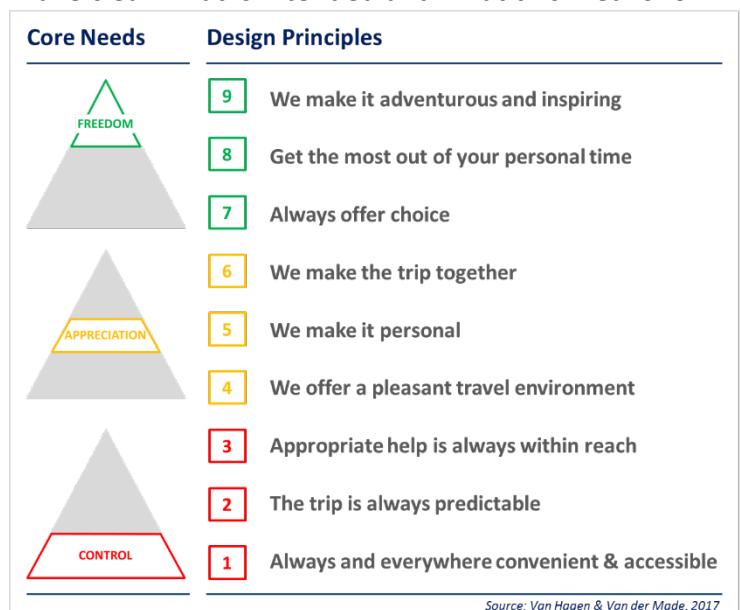 Core Needs Design Principles
9 We make it adventurous and inspiring
FREEDOM
8 Get the most out of your personal time
7 Always offer choice
6 We make the trip together
APPRECIATION
5 We make it personal
4 We offer a pleasant travel environment
3 Appropriate help is always within reach
2 The trip is always predictable
CONTROL
1 Always and everywhere convenient & accessible
Source: Van Hagen & Van der Made, 2017